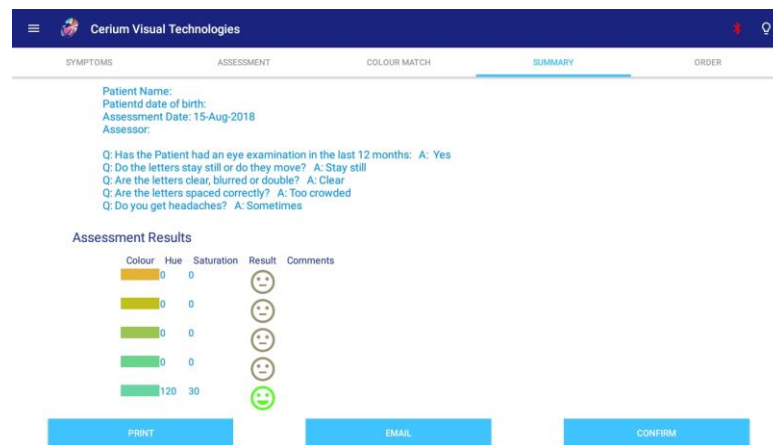 Cerium Visual Technologies
SYMPTOMS ASSESSMENT COLOUR MATCH SUMMARY ORDER
Patient Name:
Patientd date of birth:
Assessment Date: 15-Aug-2018
Assessor:
Q: Has the Patient had an eye examination in the last 12 months: A: Yes
Q: Do the letters stay still or do they move? A: Stay still
Q: Are the letters clear, blurred or double? A: Clear
Q: Are the letters spaced correctly? A: Too crowded
Q: Do you get headaches? A: Sometimes
Assessment Results
Colour Hue Saturation Result Comments
0 0
0 0
0 0
0 0
120 30
PRINT EMAIL CONFIRM